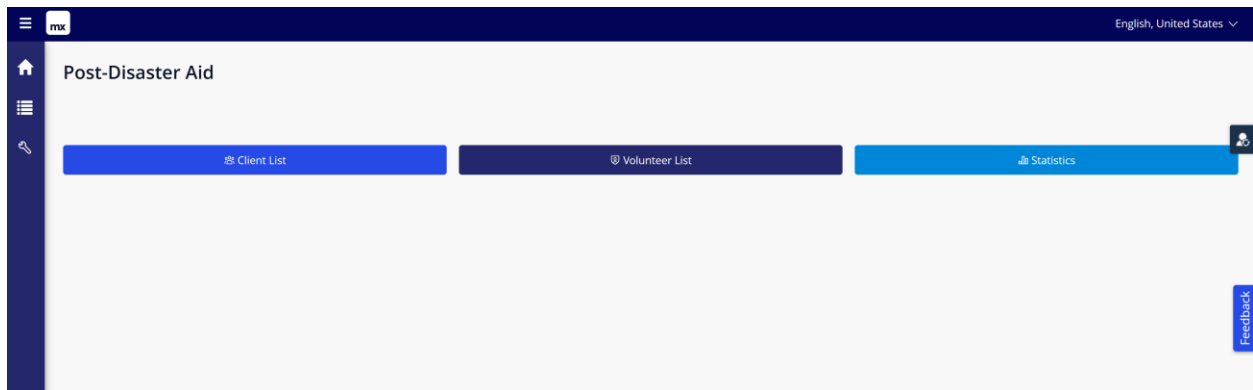 mx
English, United States
Post-Disaster Aid
Client List
Volunteer List
Statistics
Feedback